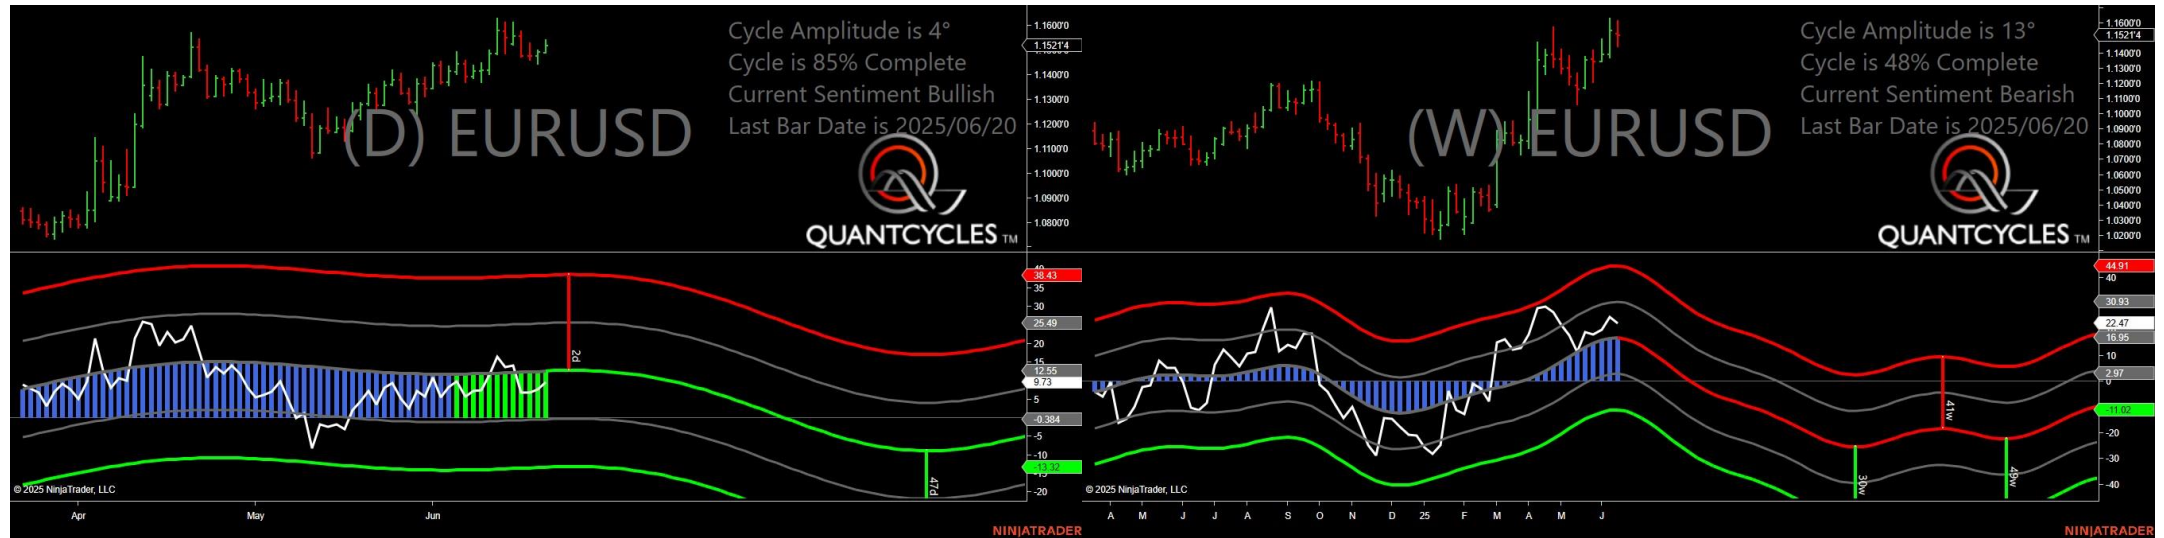 Cycle Amplitude is 4°
Cycle is 85% Complete
Current Sentiment Bullish
Last Bar Date is 2025/06/20
(D) EURUSD
QUANTCYCLES TM
1.1600'0
1.1521'4
1.1400'0
1.1300'0
1.1200'0
1.1100'0
1.1000'0
1.0900'0
1.0800'0
38.43
35
30
25.49
20
15
12.55
9.73
5
-0.384
-5
-10
-13.32
-20
2d
47d
© 2025 NinjaTrader, LLC
Apr May Jun
NINJATRADER
Cycle Amplitude is 13°
Cycle is 48% Complete
Current Sentiment Bearish
Last Bar Date is 2025/06/20
(W) EURUSD
QUANTCYCLES TM
1.1600'0
1.1521'4
1.1400'0
1.1300'0
1.1200'0
1.1100'0
1.1000'0
1.0900'0
1.0800'0
1.0700'0
1.0600'0
1.0500'0
1.0400'0
1.0300'0
1.0200'0
44.91
40
30.93
22.47
16.95
10
2.97
0
-11.02
-20
-30
-40
30w
41w
49w
© 2025 NinjaTrader, LLC
A M J J A S O N D 25 F M A M J
NINJATRADER